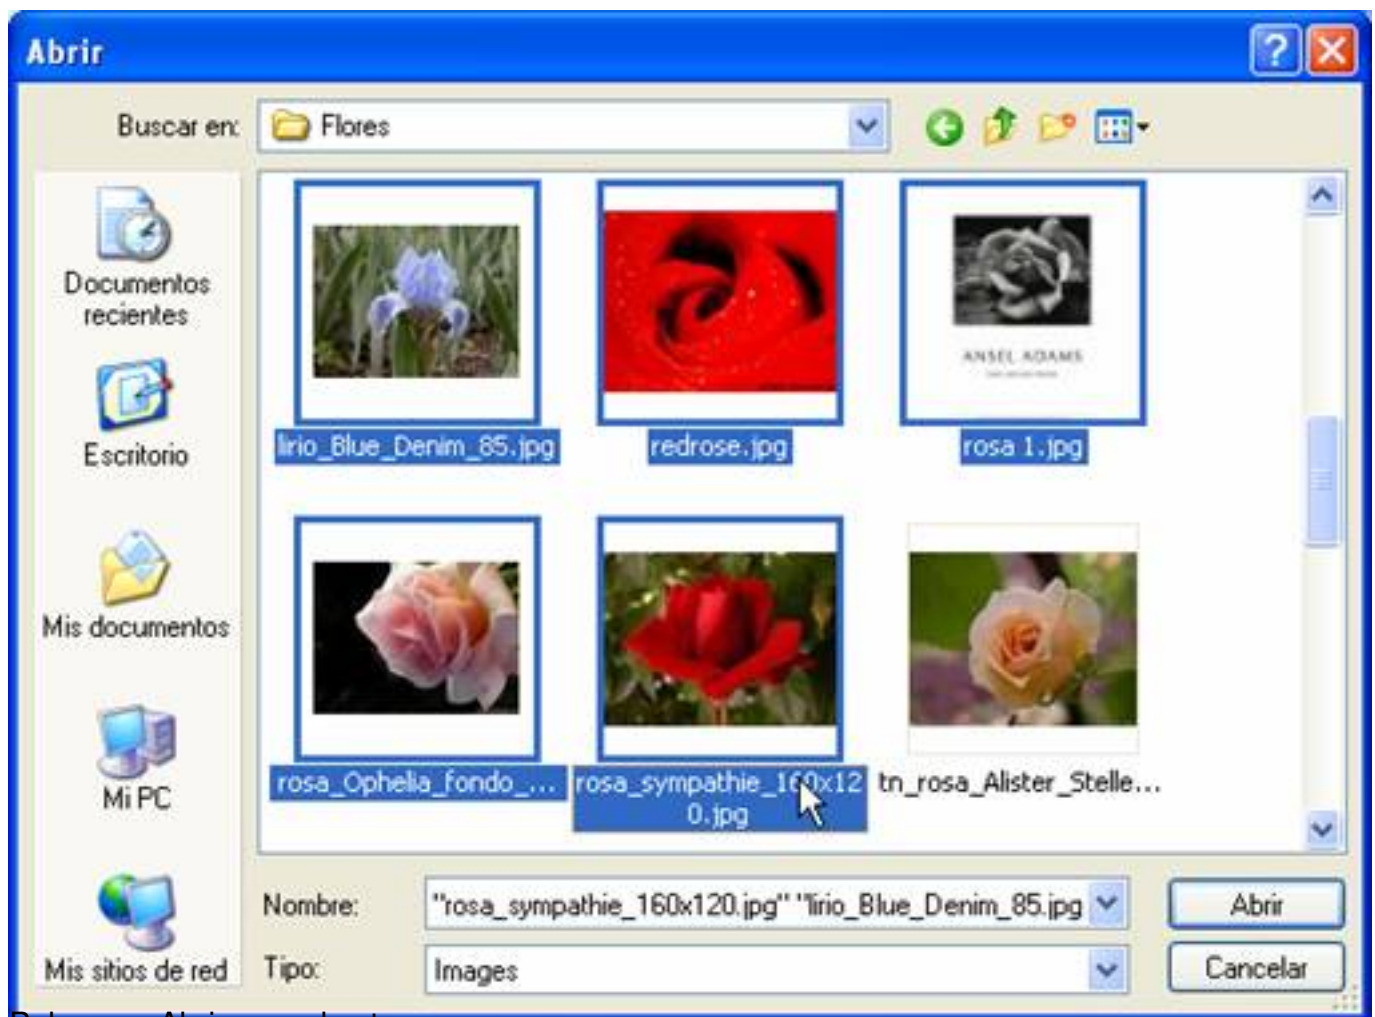 Abrir
Buscar en:
Flores
Documentos
recientes
Escritorio
Mis documentos
Mi PC
Mis sitios de red
ANSEL ADAMS
lirio_Blue_Denim_85.jpg
redrose.jpg
rosa 1.jpg
rosa_Ophelia_fondo_...
rosa_sympathie_160x12
0.jpg
tn_rosa_Alister_Stelle...
Nombre:
"rosa_sympathie_160x120.jpg" "lirio_Blue_Denim_85.jpg
Abrir
Tipo:
Images
Cancelar